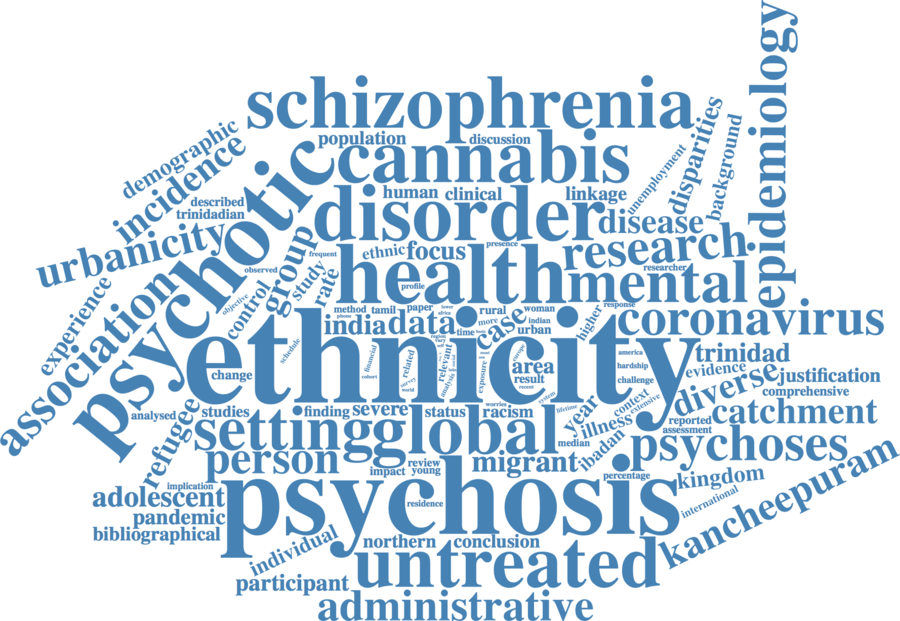 epidemiology
schizophrenia
disparities
background
unemployment
demographic
incidence
population
discussion
psychotic
cannabis
described
trinidadian
human
clinical
linkage
disorder
disease
urbanicity
group
frequent
ethnic
focus
presence
research
researcher
observed
study
rate
health
mental
profile
experience
association
objective
control
method
tamil
paper
rural
woman
response
phone
africa
more
higher
india
data
time
case
indian
urban
coronavirus
ethnicity
schedule
financial
cohort
related
survey
world
relevant
analysis
exposure
europe
area
result
recent
america
hardship
challenge
trinidad
evidence
diverse
justification
comprehensive
change
analysed
refugee
studies
finding
severe
status
racism
worries
system
lifetime
year
illness
context
extensive
reported
assessment
catchment
setting
global
median
ibadan
psychoses
person
impact
review
young
migrant
percentage
kingdom
international
kancheepuram
implication
adolescent
pandemic
bibliographical
psychosis
residence
individual
northern
conclusion
participant
untreated
administrative